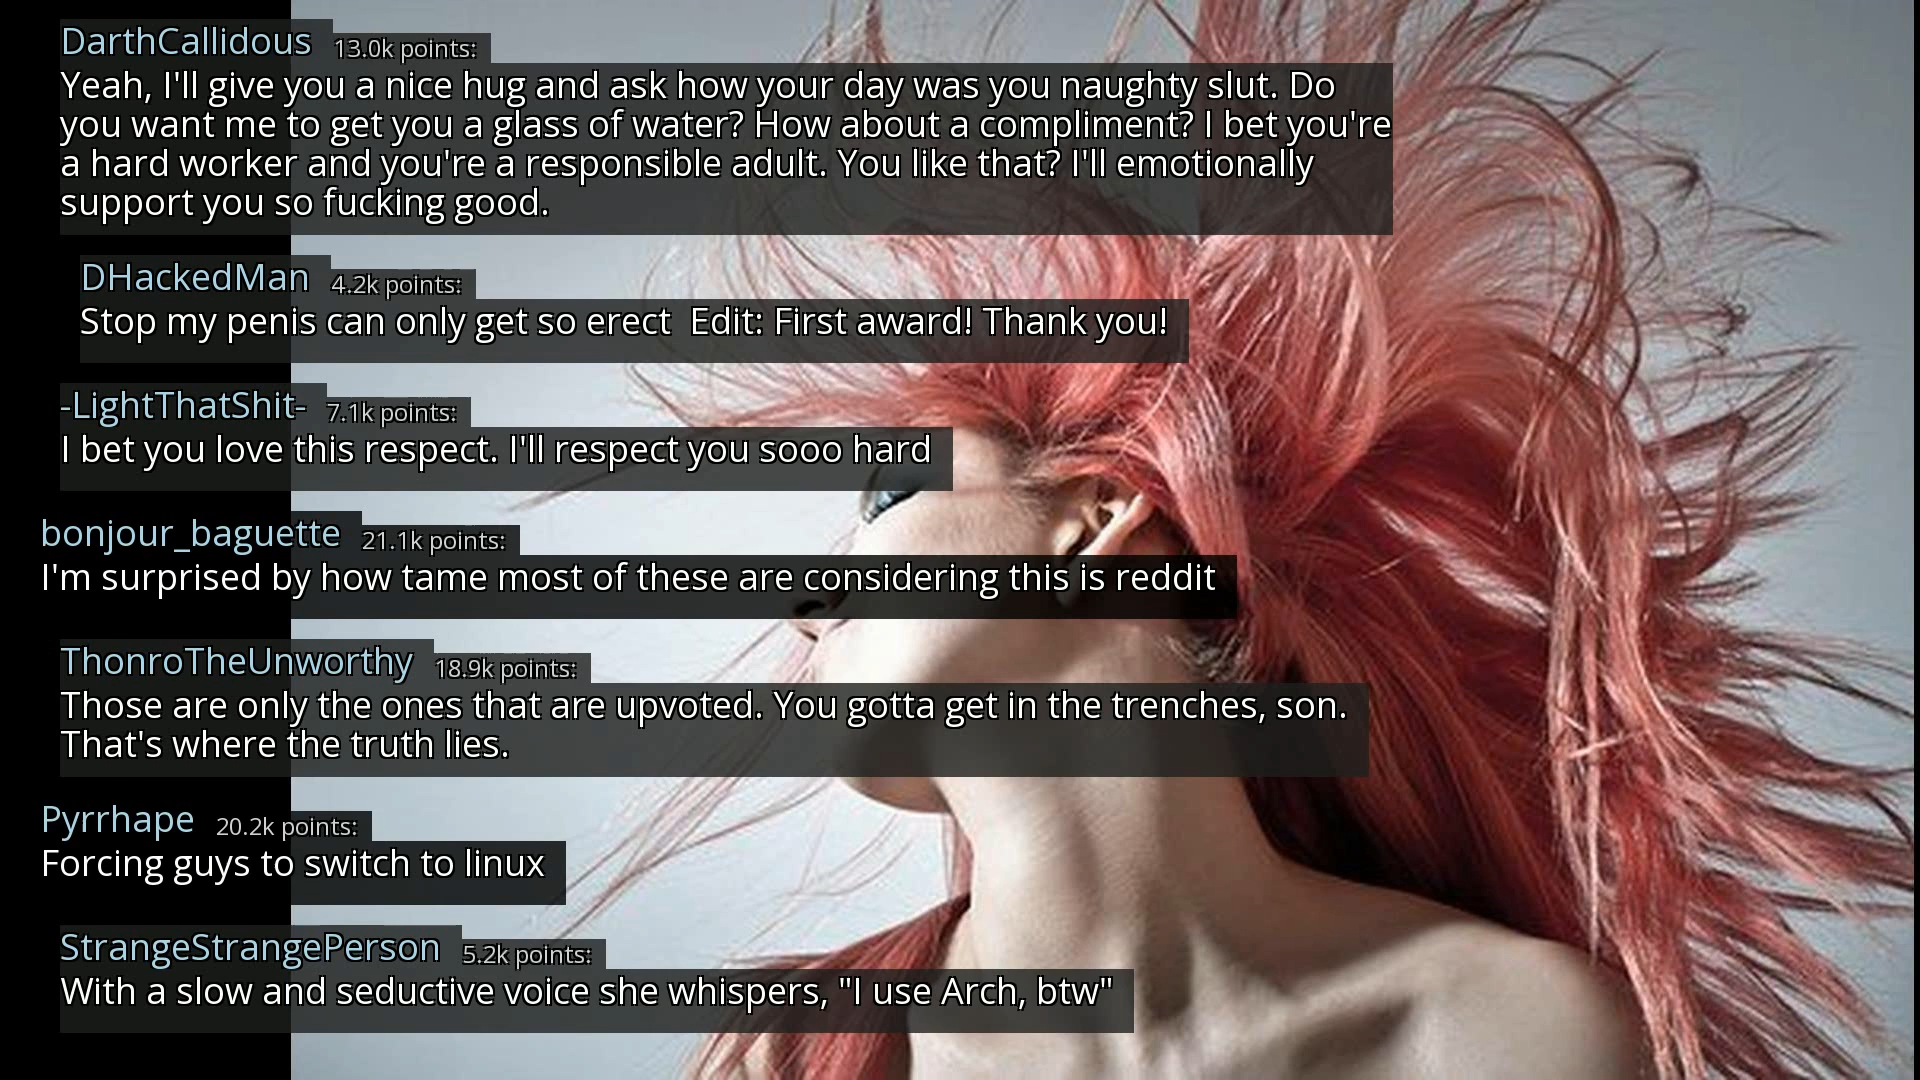 DarthCallidous 13.0k points:
Yeah, I'll give you a nice hug and ask how your day was you naughty slut. Do
you want me to get you a glass of water? How about a compliment? I bet you're
a hard worker and you're a responsible adult. You like that? I'll emotionally
support you so fucking good.
DHackedMan 4.2k points:
Stop my penis can only get so erect  Edit: First award! Thank you!
-LightThatShit- 7.1k points:
I bet you love this respect. I'll respect you sooo hard
bonjour_baguette 21.1k points:
I'm surprised by how tame most of these are considering this is reddit
ThonroTheUnworthy 18.9k points:
Those are only the ones that are upvoted. You gotta get in the trenches, son.
That's where the truth lies.
Pyrrhape 20.2k points:
Forcing guys to switch to linux
StrangeStrangePerson 5.2k points:
With a slow and seductive voice she whispers, "I use Arch, btw"